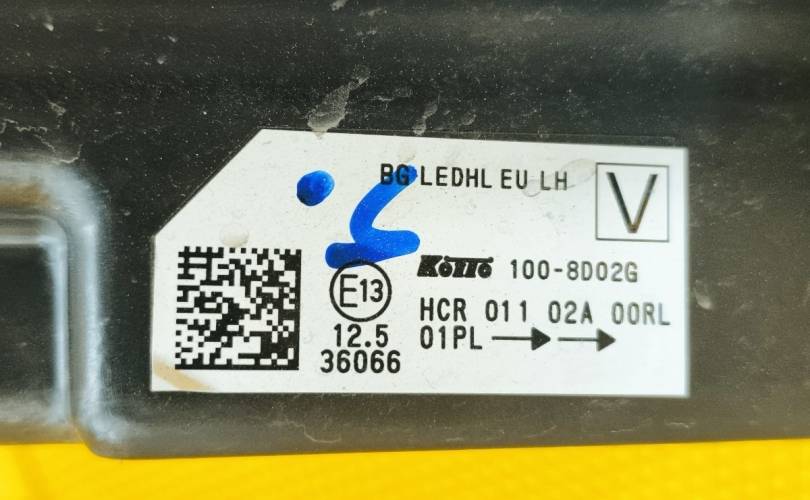 BG LEDHL EU LH
V
KOITO 100-8D02G
E13
HCR 011 02A 00RL
12.5
01PL
36066